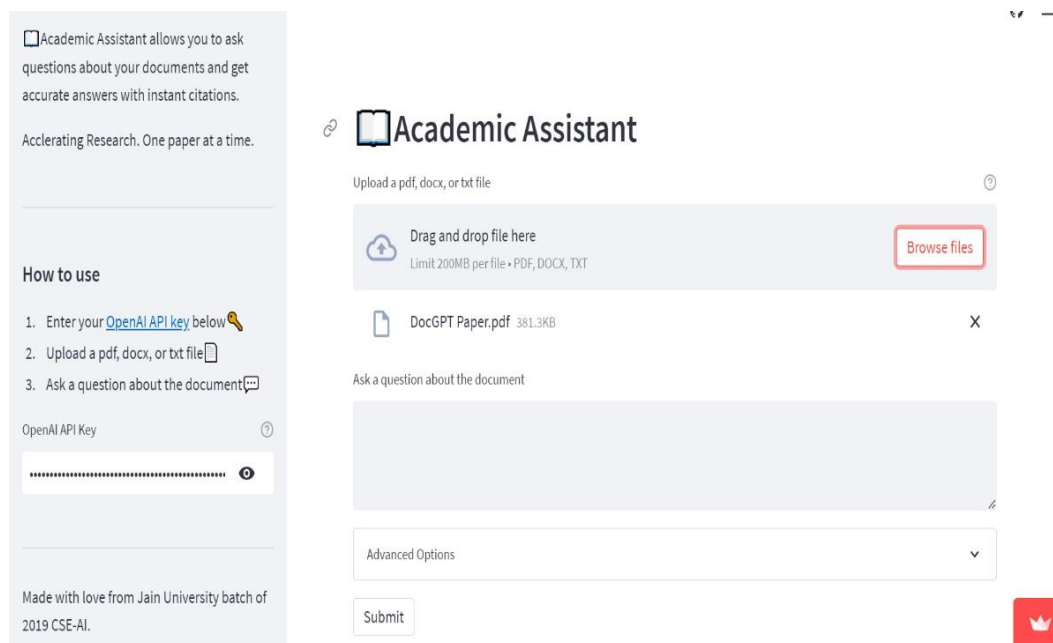 📖Academic Assistant allows you to ask
questions about your documents and get
accurate answers with instant citations.
Acclerating Research. One paper at a time.
How to use
1. Enter your OpenAI API key below🔑
2. Upload a pdf, docx, or txt file📄
3. Ask a question about the document💬
OpenAI API Key
Made with love from Jain University batch of
2019 CSE-AI.
📖Academic Assistant
Upload a pdf, docx, or txt file
Drag and drop file here
Limit 200MB per file • PDF, DOCX, TXT
Browse files
DocGPT Paper.pdf 381.3KB
X
Ask a question about the document
Advanced Options
Submit